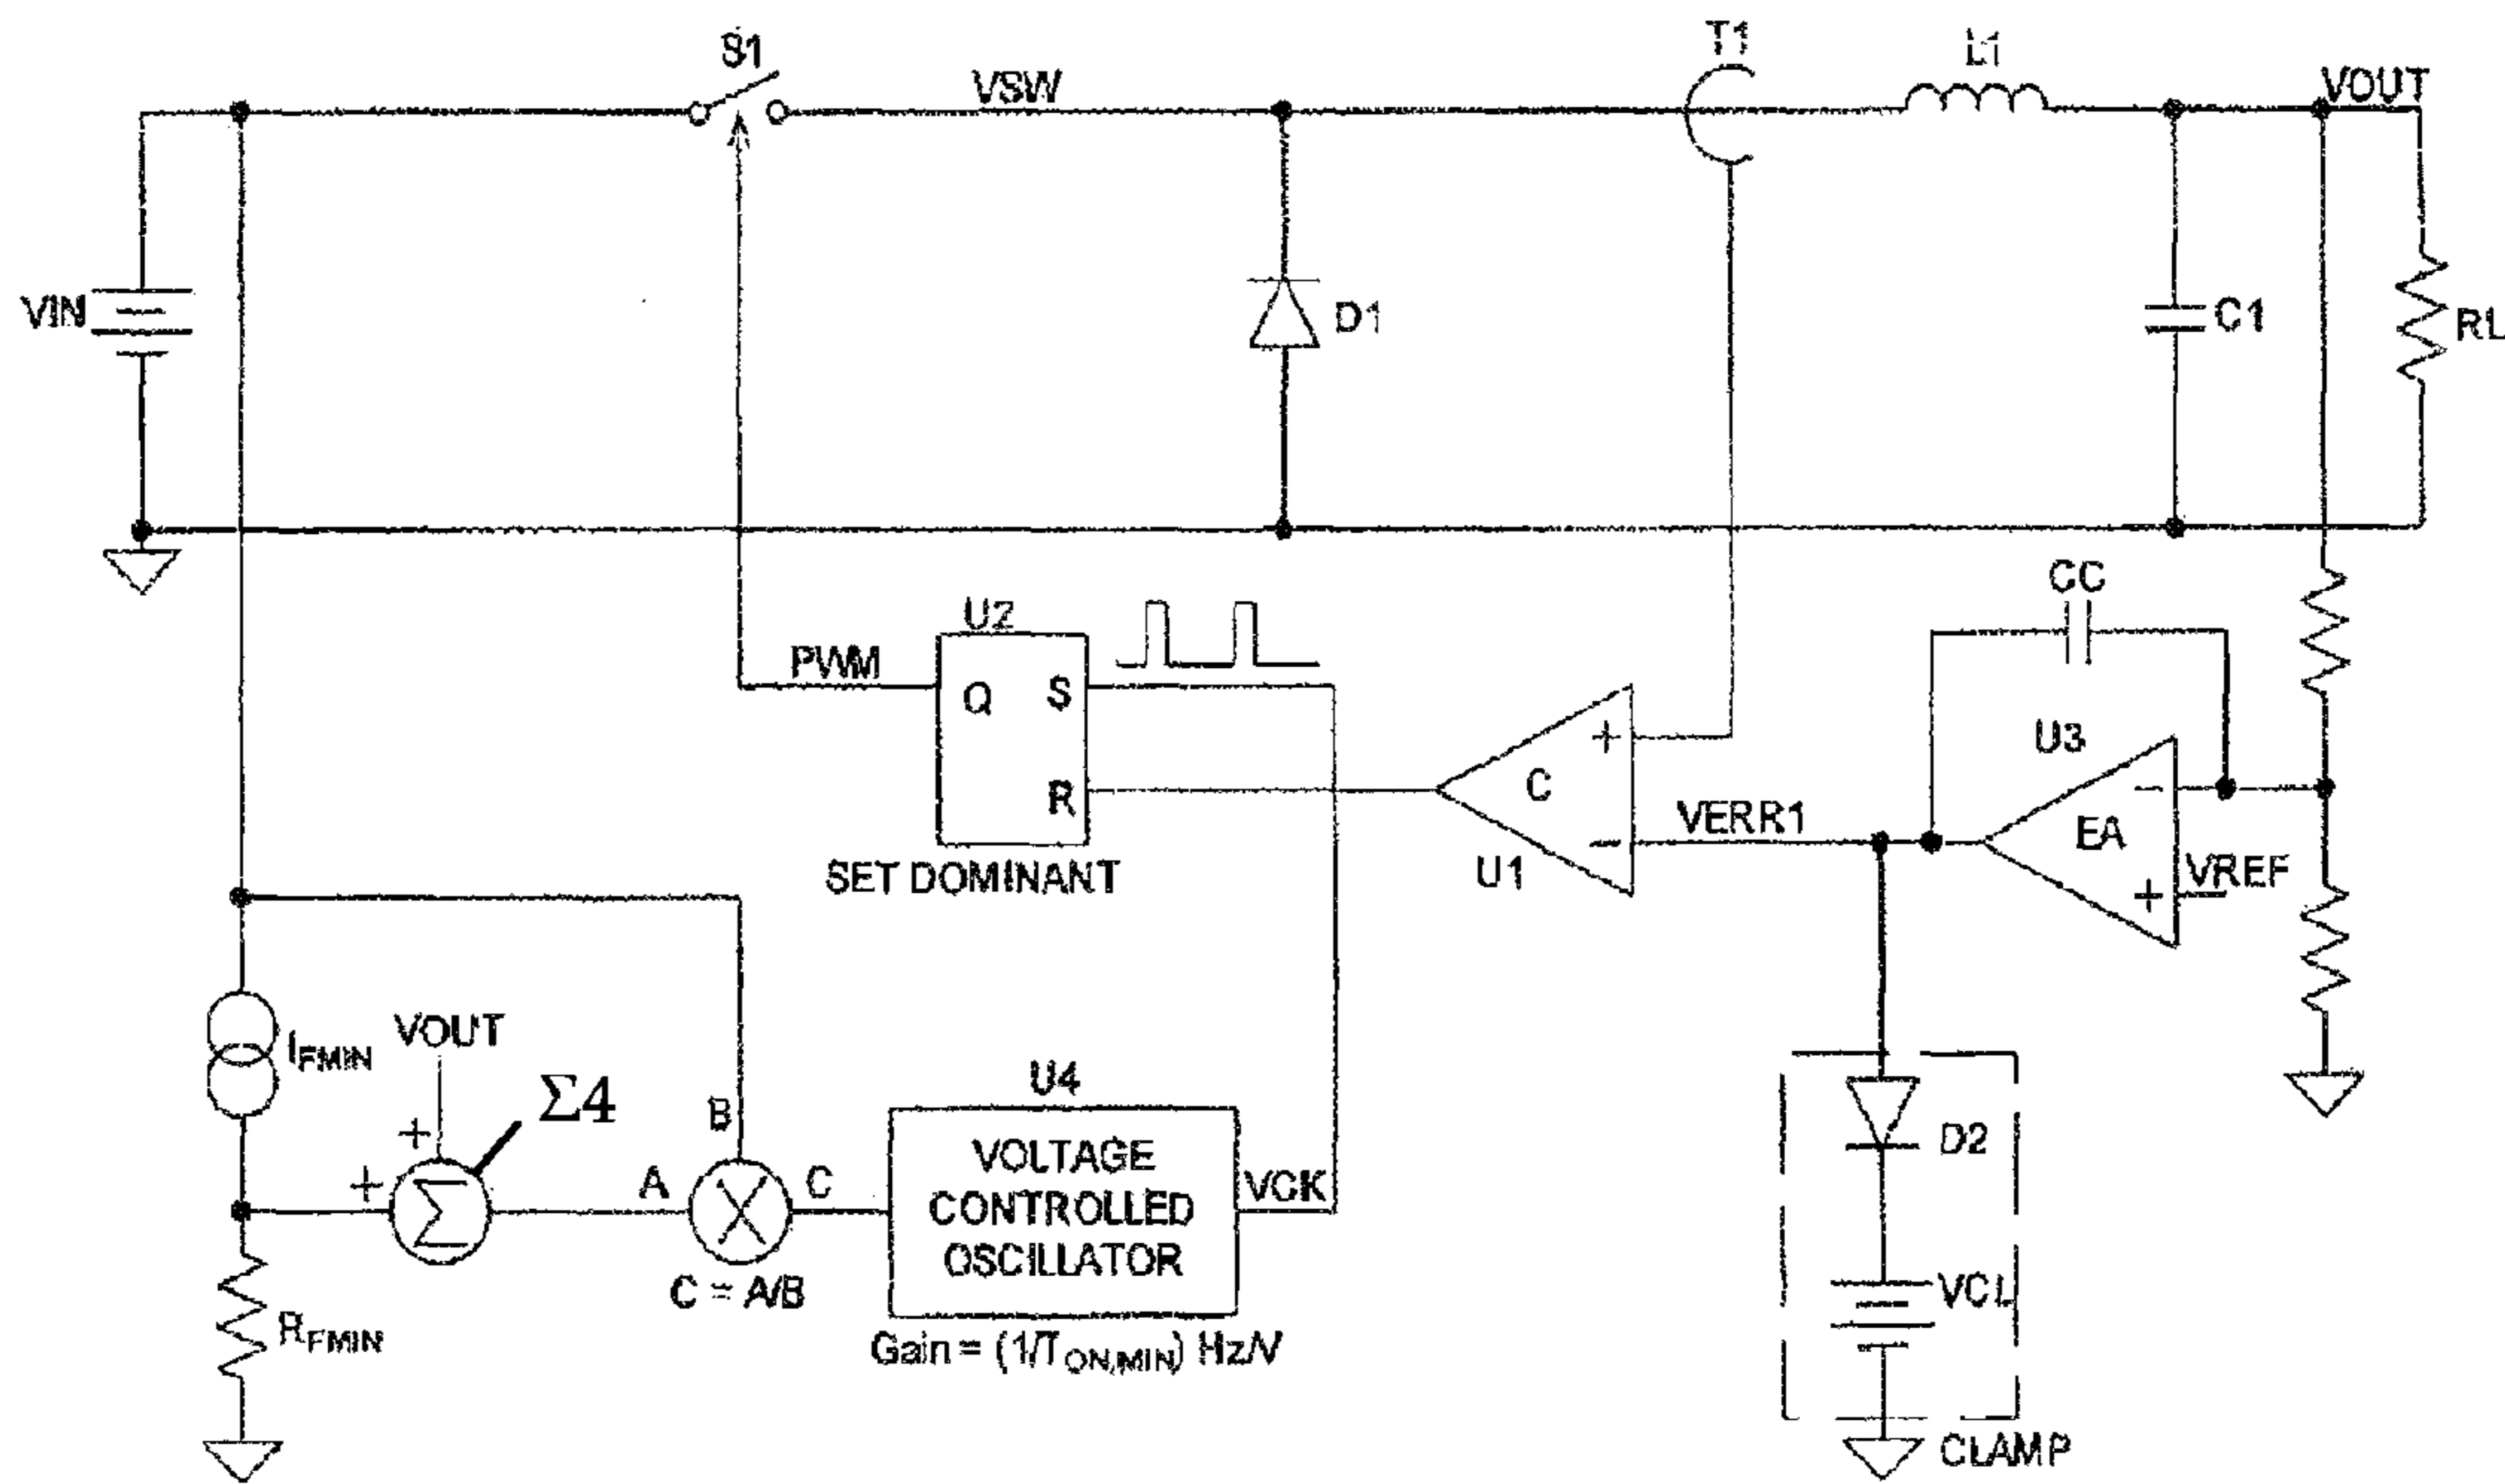 S1
VSW
T1
L1
VOUT
VIN
D1
C1
RL
CC
U2
PWM
Q
S
R
SET DOMINANT
+
C
−
U1
VERR1
U3
−
EA
+
VREF
IFMIN
VOUT
Σ4
+
+
Σ
A
B
X
C
C = A/B
RFMIN
U4
VOLTAGE
CONTROLLED
OSCILLATOR
VCK
Gain = (1/TON,MIN) Hz/V
D2
VCL
CLAMP